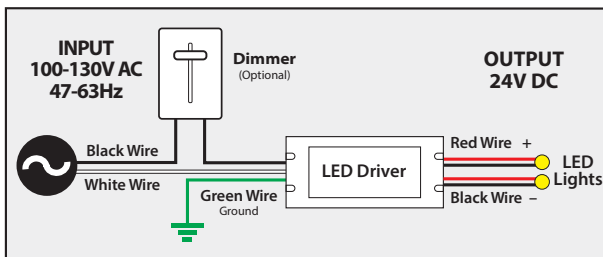 INPUT
100-130V AC
47-63Hz
Dimmer
(Optional)
OUTPUT
24V DC
Black Wire
White Wire
Green Wire
Ground
LED Driver
Red Wire +
LED
Lights
Black Wire –